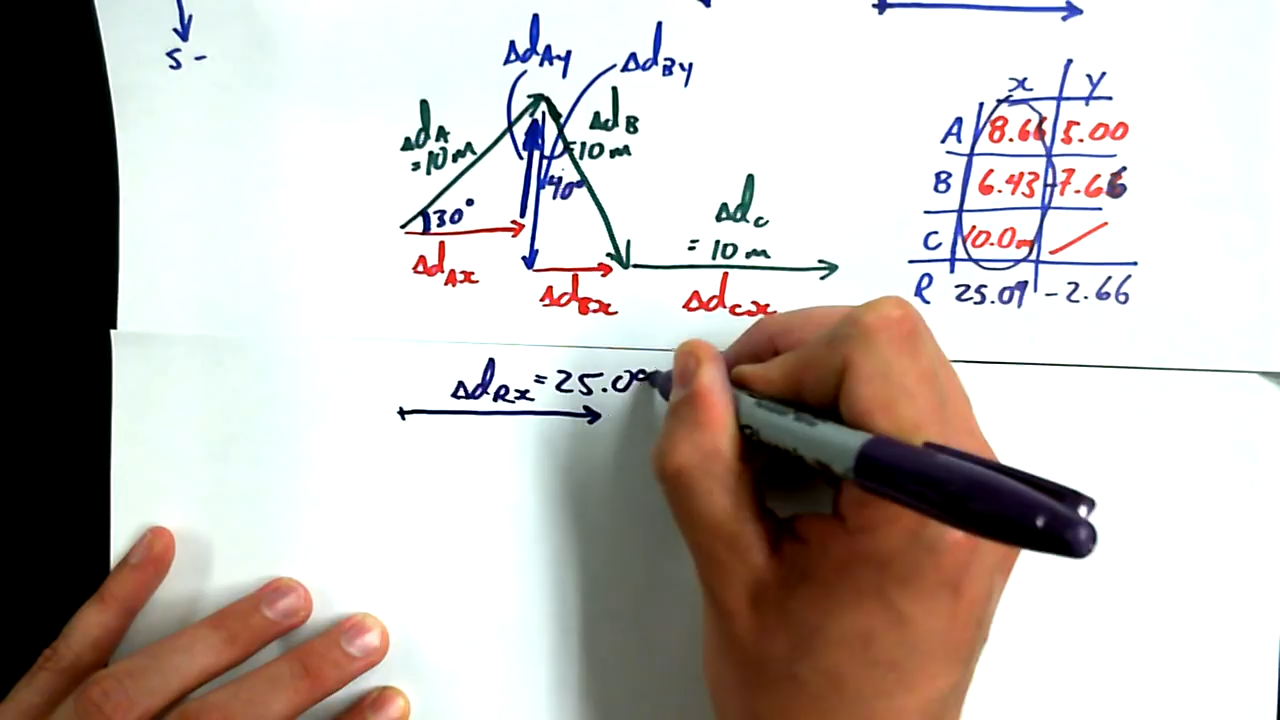 S -
ΔdAy
ΔdBy
ΔdA
=10m
ΔdB
=10m
30°
40°
ΔdC
= 10 m
ΔdAx
ΔdBx
ΔdCx
x y
A 8.66 5.00
B 6.43 -7.66
C 10.0m
R 25.09 -2.66
ΔdRx = 25.09